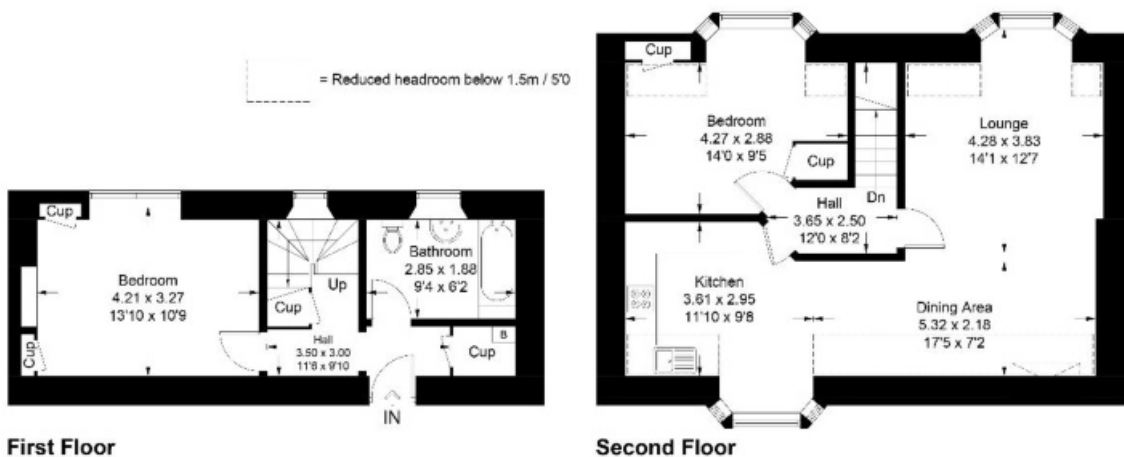 = Reduced headroom below 1.5m / 5'0
Cup
Bedroom
4.21 x 3.27
13'10 x 10'9
Cup
Cup
Up
Hall
3.50 x 3.00
11'6 x 9'10
Bathroom
2.85 x 1.88
9'4 x 6'2
B
Cup
IN
First Floor
Cup
Bedroom
4.27 x 2.88
14'0 x 9'5
Cup
Dn
Hall
3.65 x 2.50
12'0 x 8'2
Lounge
4.28 x 3.83
14'1 x 12'7
Kitchen
3.61 x 2.95
11'10 x 9'8
Dining Area
5.32 x 2.18
17'5 x 7'2
Second Floor